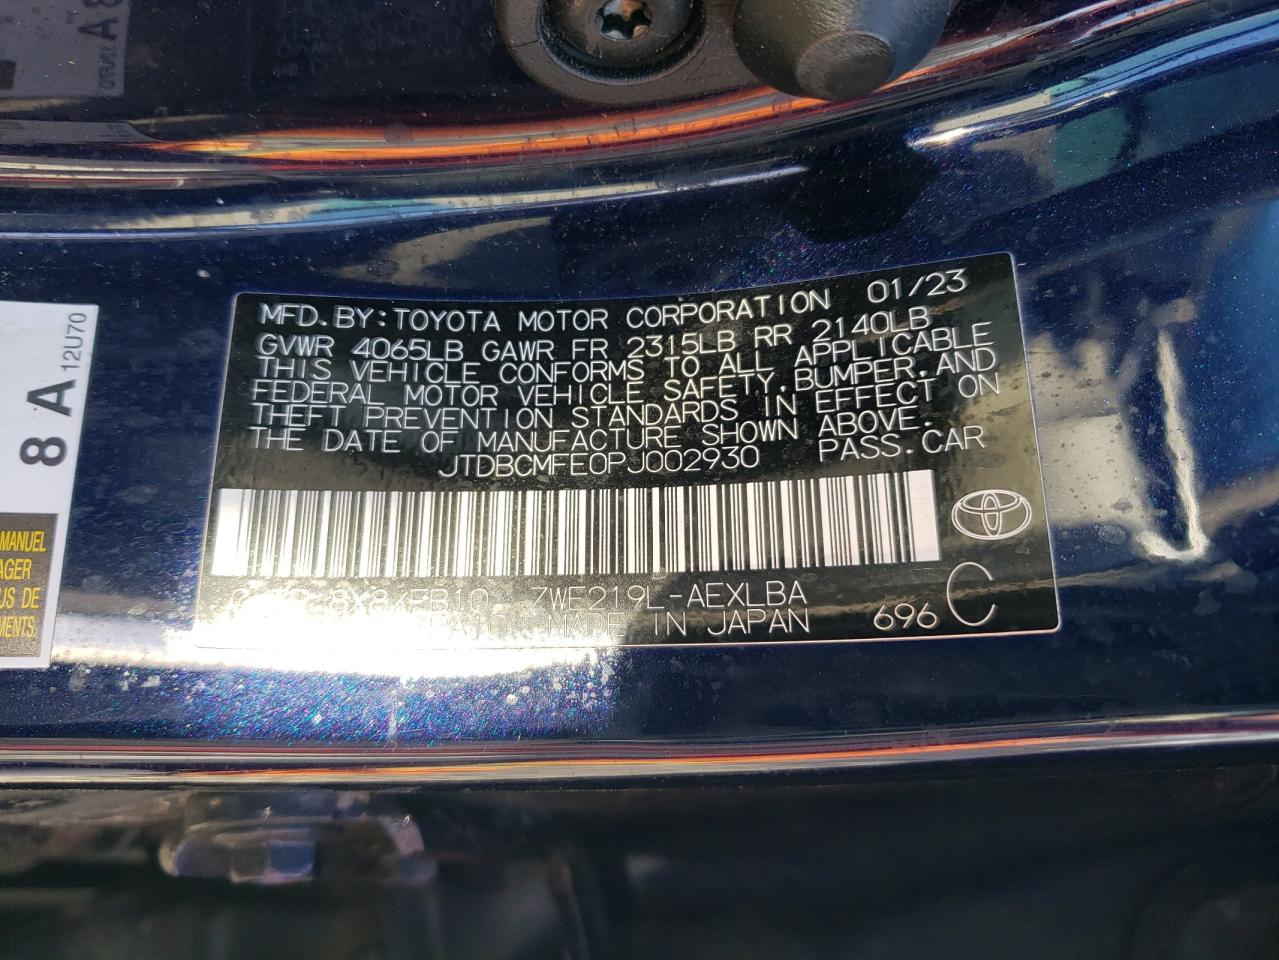 MFD.BY:TOYOTA MOTOR CORPORATION 01/23
GVWR 4065LB GAWR FR 2315LB RR 2140LB
THIS VEHICLE CONFORMS TO ALL APPLICABLE
FEDERAL MOTOR VEHICLE SAFETY,BUMPER,AND
THEFT PREVENTION STANDARDS IN EFFECT ON
THE DATE OF MANUFACTURE SHOWN ABOVE.
JTDBCMFE0PJ002930 PASS.CAR
ZWE219L-AEXLBA
MADE IN JAPAN 696 C
8 A
12U70
MANUEL
AGER
US DE
MENTS.